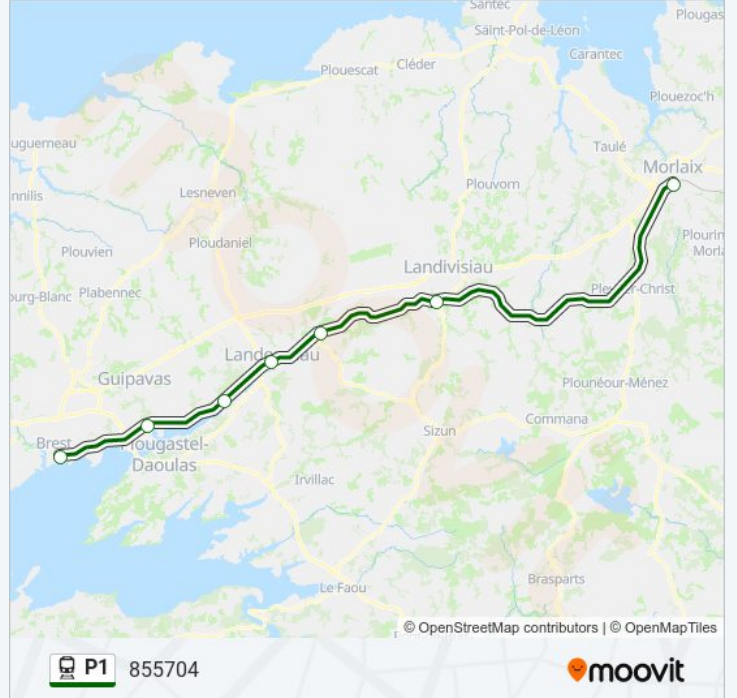 Santec
Plougas
Saint-Pol-de-Léon
Carantec
Plouescat
Cléder
Plouezoc'h
uguerneau
Taulé
Morlaix
nnilis
Lesneven
Plouvorn
Plouvien
Ploudaniel
Plourin
Morla
Landivisiau
ourg-Blanc
Plabennec
Guipavas
Plounéour-Ménez
Commana
Brest
Plougastel-
Daoulas
Sizun
Irvillac
Le Faou
Brasparts
© OpenStreetMap contributors | © OpenMapTiles
P1 855704
moovit